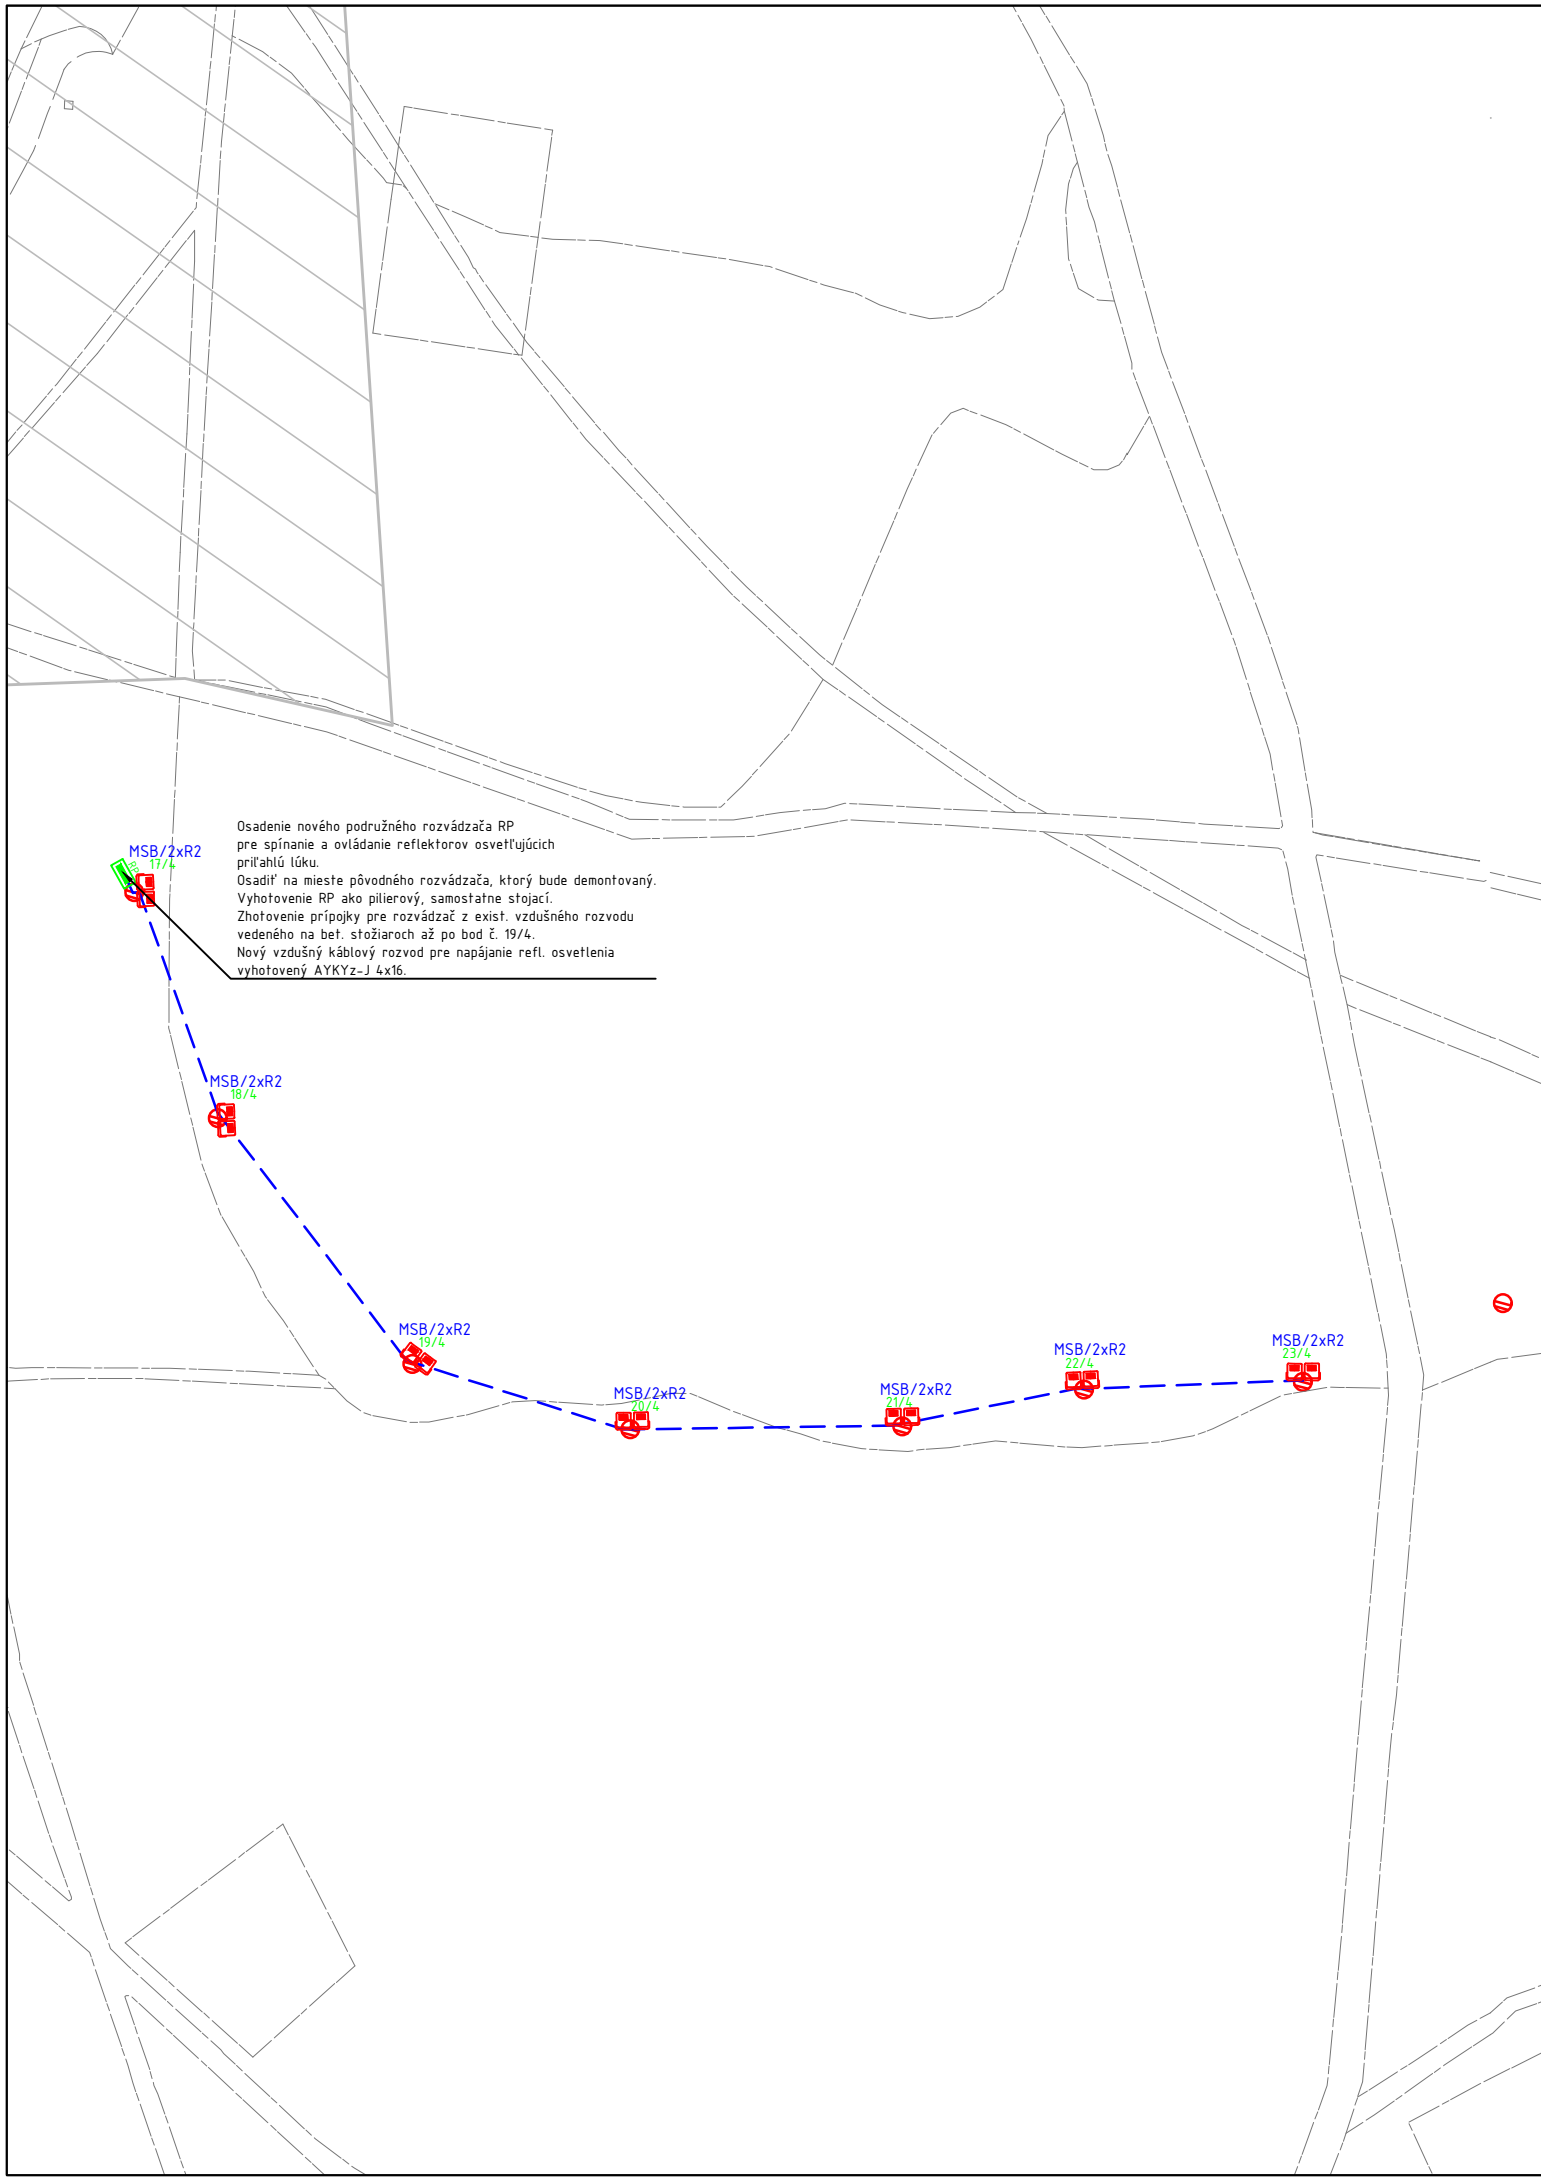 Osadenie nového podružného rozvádzača RP
pre spínanie a ovládanie reflektorov osvetľujúcich
priľahlú lúku.
Osadiť na mieste pôvodného rozvádzača, ktorý bude demontovaný.
Vyhotovenie RP ako pilierový, samostatne stojací.
Zhotovenie prípojky pre rozvádzač z exist. vzdušného rozvodu
vedeného na bet. stožiaroch až po bod č. 19/4.
Nový vzdušný káblový rozvod pre napájanie refl. osvetlenia
vyhotovený AYKYz-J 4x16.
MSB/2xR2
17/4
RP
MSB/2xR2
18/4
MSB/2xR2
19/4
MSB/2xR2
20/4
MSB/2xR2
21/4
MSB/2xR2
22/4
MSB/2xR2
23/4